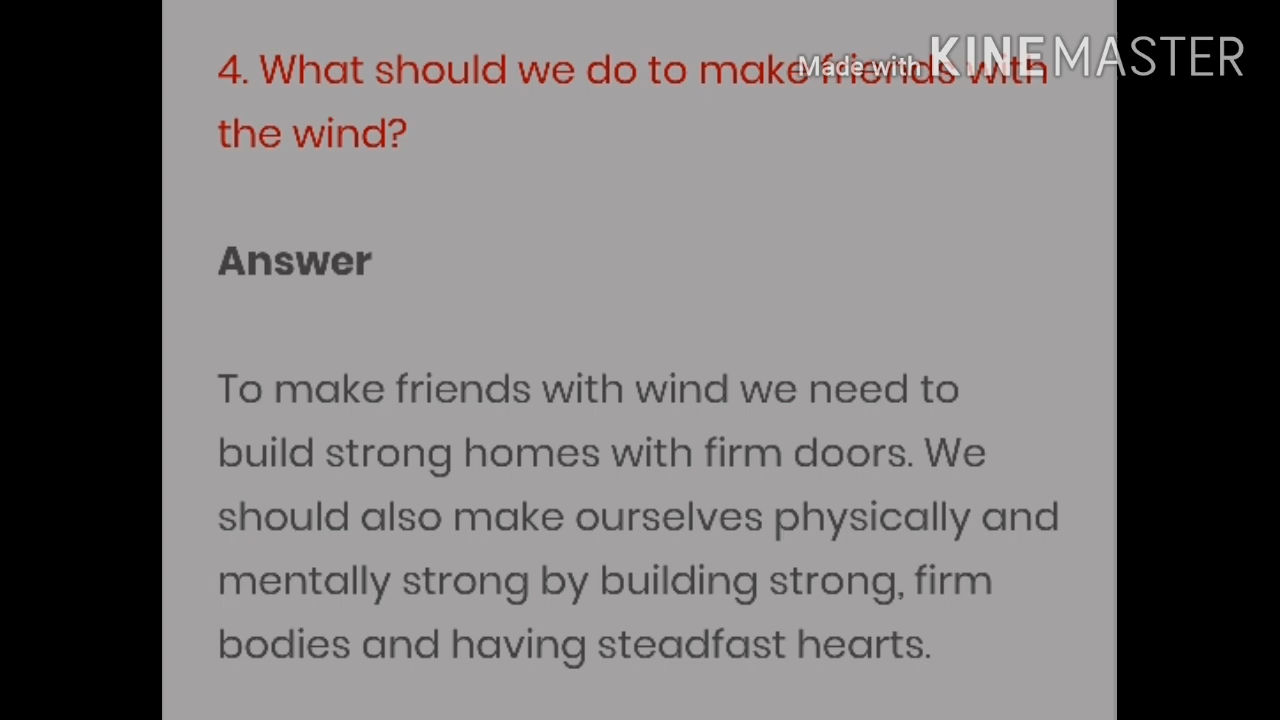 4. What should we do to make friends with
the wind?
Made with KINEMASTER
Answer
To make friends with wind we need to
build strong homes with firm doors. We
should also make ourselves physically and
mentally strong by building strong, firm
bodies and having steadfast hearts.